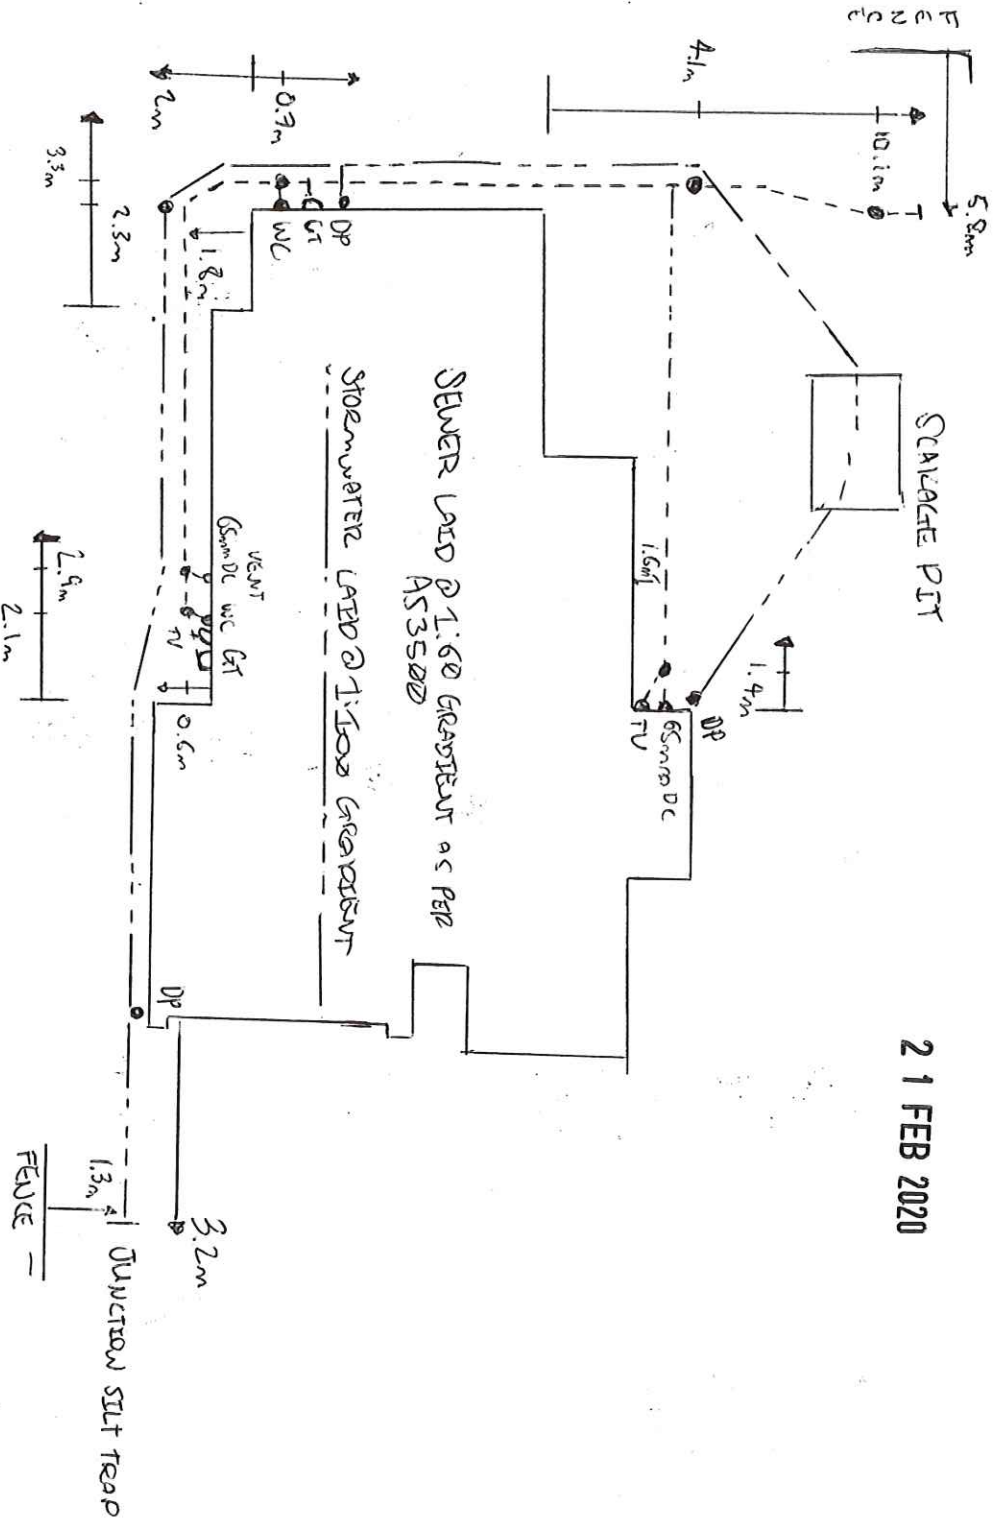 FENCE
5.8m
10.1m
4.1m
SCAKAGE PIT
0.7m
2m
3.3m
2.3m
1.8m
DP
GT
WC
SEWER LAID @ 1:60 GRADIENT AS PER
AS3500
STORMWATER LAID @ 1:100 GRADIENT
1.6m
1.4m
DP
65mm DC
TV
VENT
65mm DC WC GT
TV
2.9m
2.1m
0.6m
DP
21 FEB 2020
3.2m
1.3m
JUNCTION SILT TRAP
FENCE